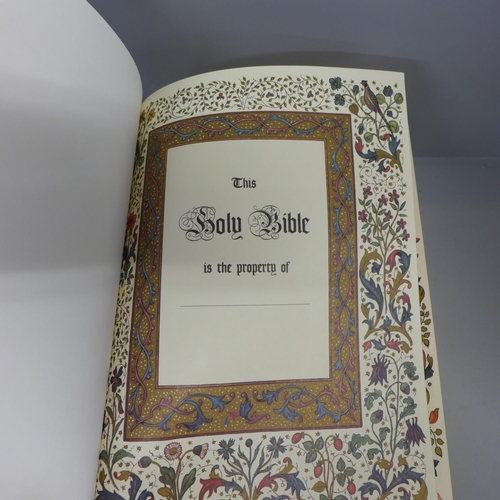 This
Holy Bible
is the property of